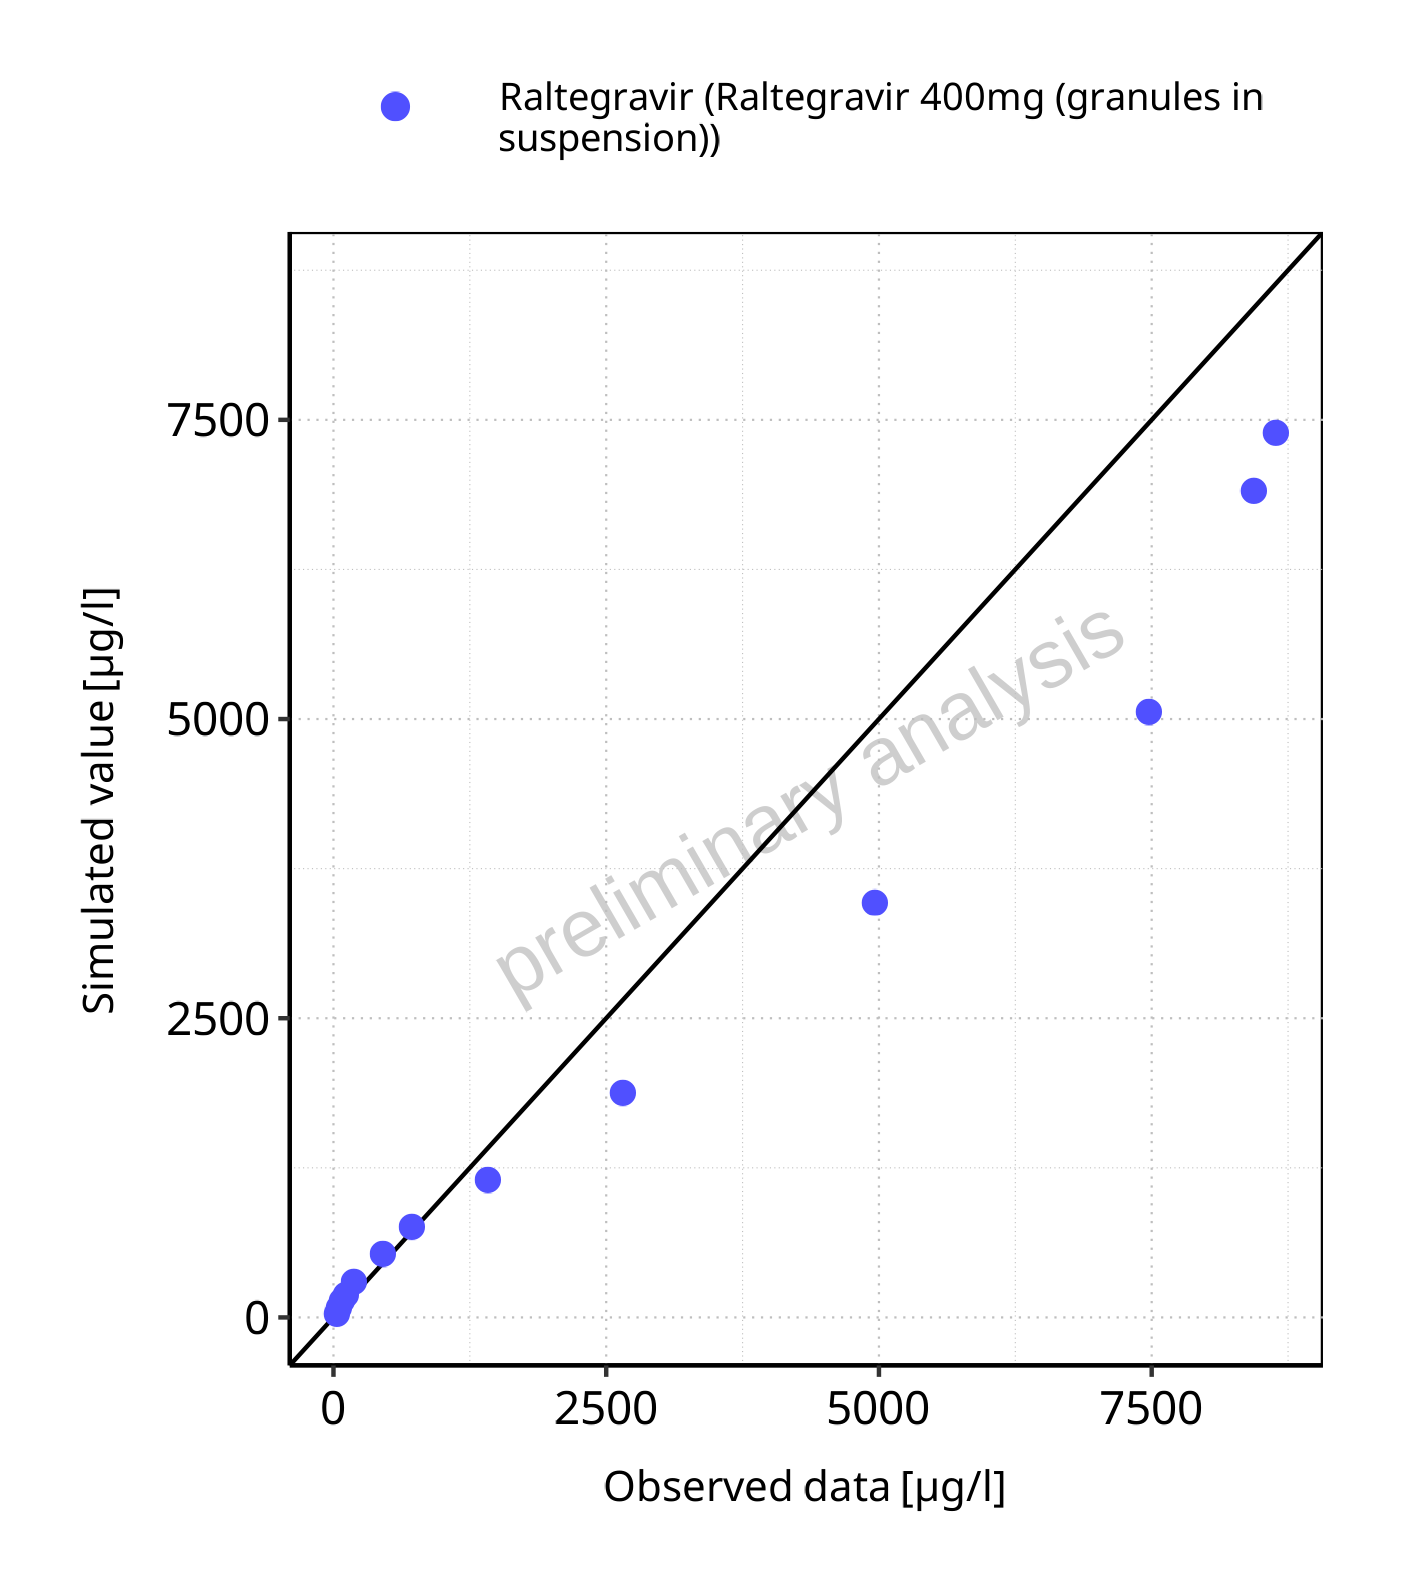 Raltegravir (Raltegravir 400mg (granules in
suspension))
7500
5000
2500
0
Simulated value [µg/l]
preliminary analysis
0 2500 5000 7500
Observed data [µg/l]